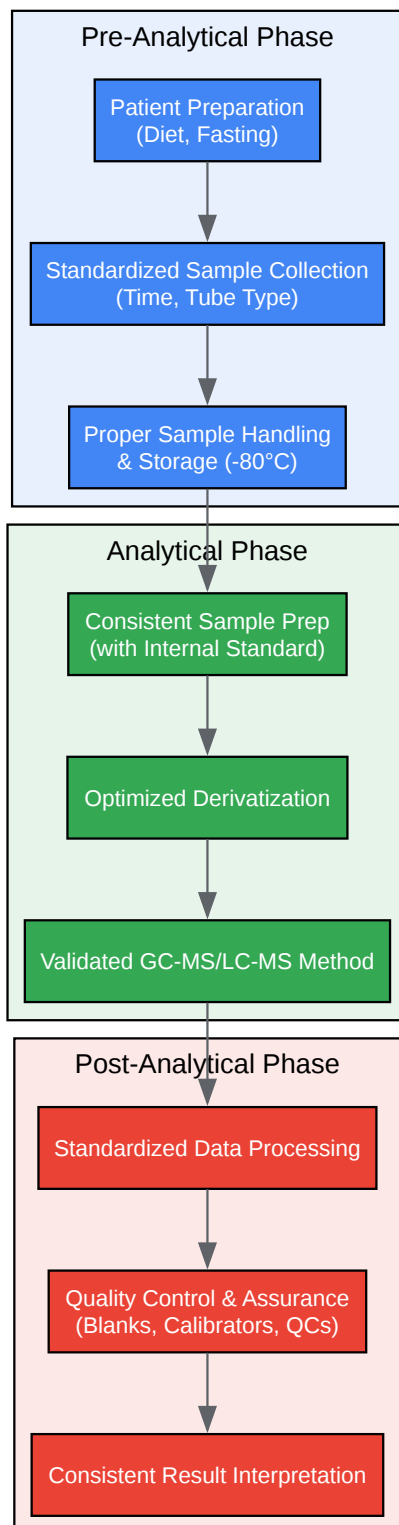 Pre-Analytical Phase
Patient Preparation
(Diet, Fasting)
Standardized Sample Collection
(Time, Tube Type)
Proper Sample Handling
& Storage (-80°C)
Analytical Phase
Consistent Sample Prep
(with Internal Standard)
Optimized Derivatization
Validated GC-MS/LC-MS Method
Post-Analytical Phase
Standardized Data Processing
Quality Control & Assurance
(Blanks, Calibrators, QCs)
Consistent Result Interpretation